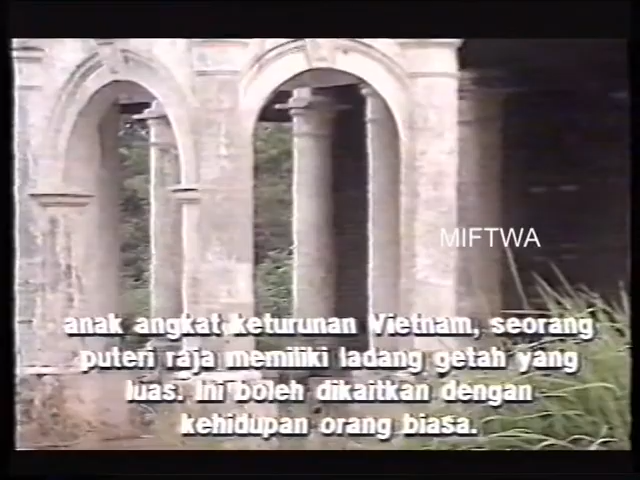 MIFTWA
anak angkat keturunan Vietnam, seorang
puteri raja memiliki ladang getah yang
luas. Ini boleh dikaitkan dengan
kehidupan orang biasa.